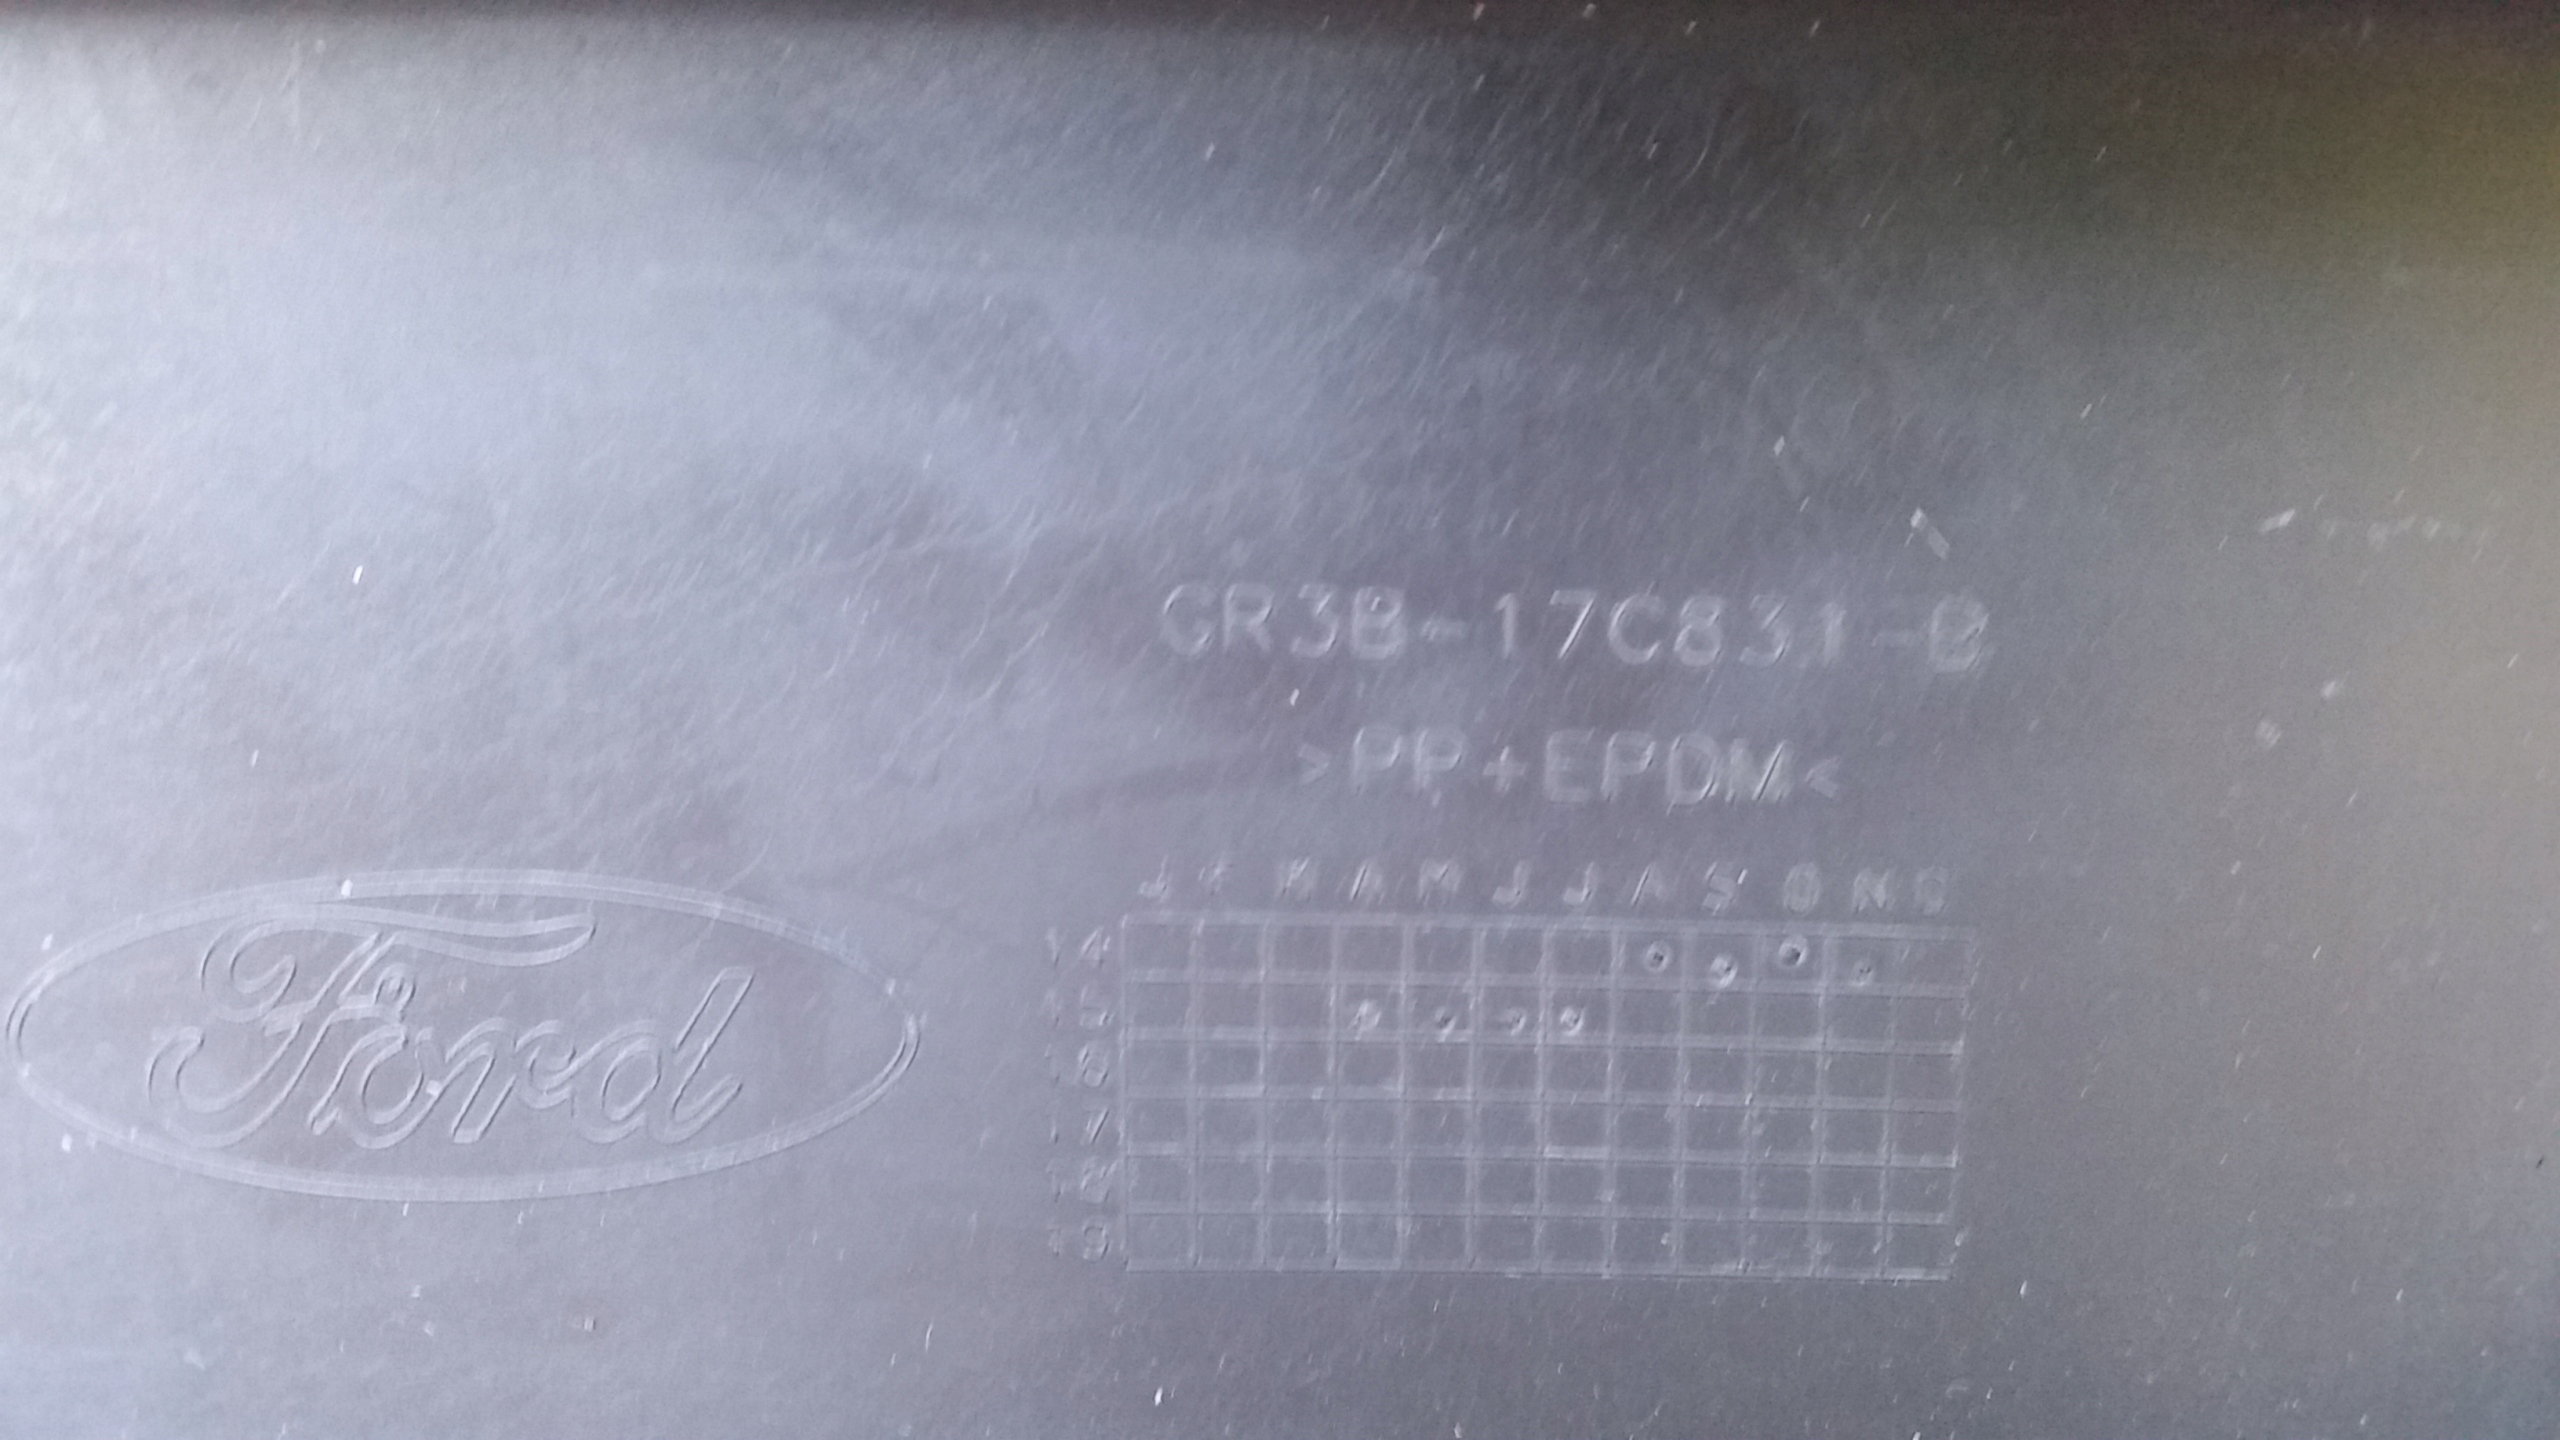 GR3B-17C831-B
>PP+EPDM<
Ford
J F M A M J J A S O N D
14
15
16
17
18
19